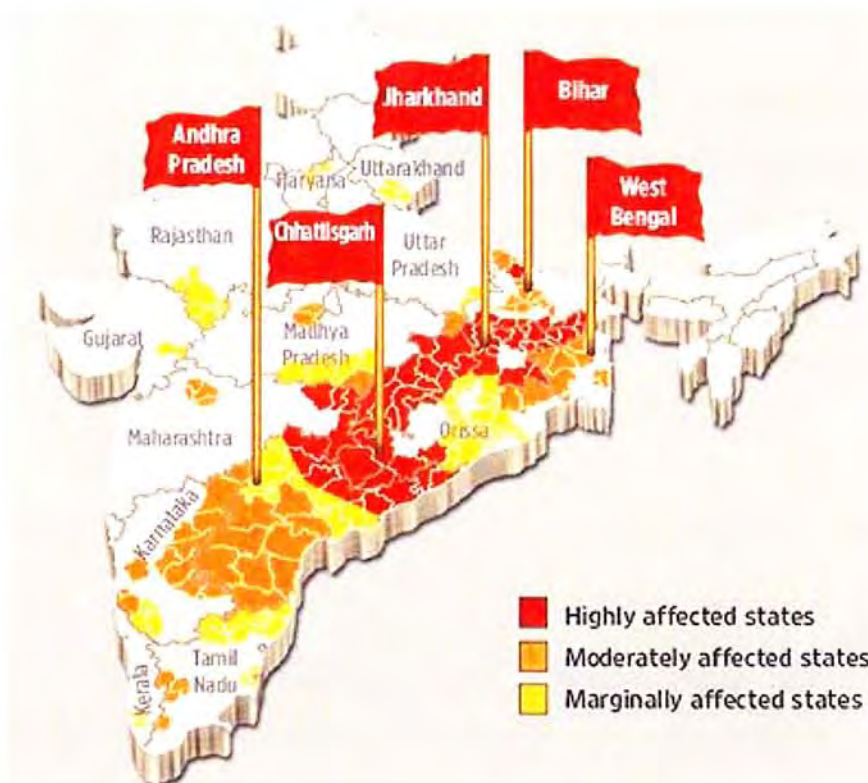 Jharkhand
Bihar
Andhra
Pradesh
Haryana
Uttarakhand
West
Bengal
Rajasthan
Chhattisgarh
Uttar
Pradesh
Gujarat
Madhya
Pradesh
Maharashtra
Orissa
Karnataka
Highly affected states
Moderately affected states
Tamil
Nadu
Kerala
Marginally affected states